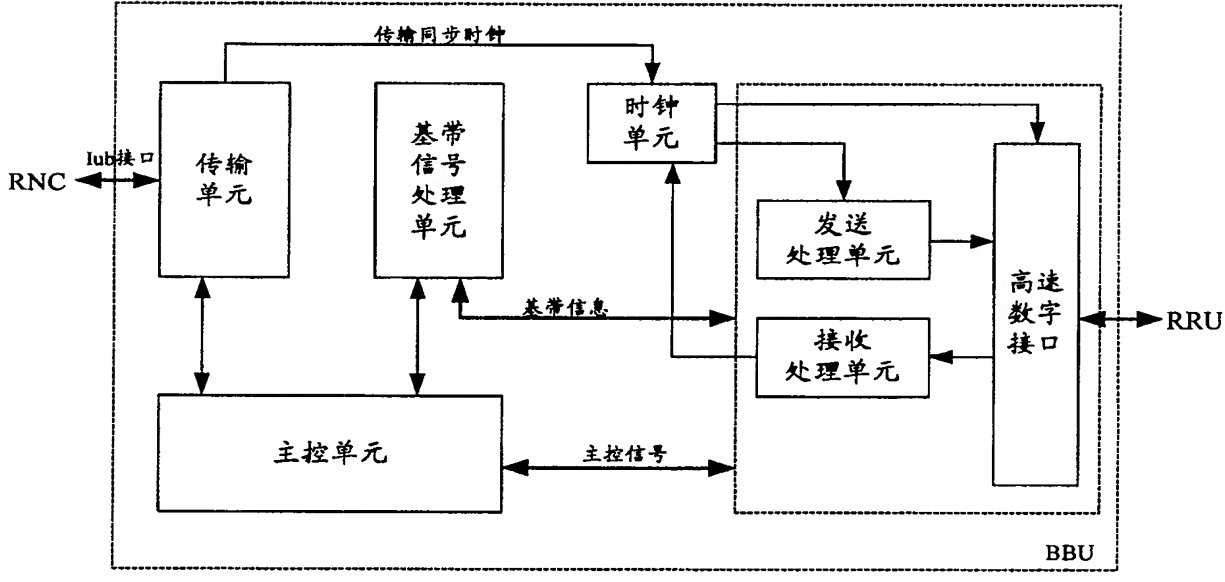 传输同步时钟
Iub接口
RNC
传输
单元
基带
信号
处理
单元
时钟
单元
发送
处理单元
高速
数字
接口
RRU
基带信息
接收
处理单元
主控单元
主控信号
BBU